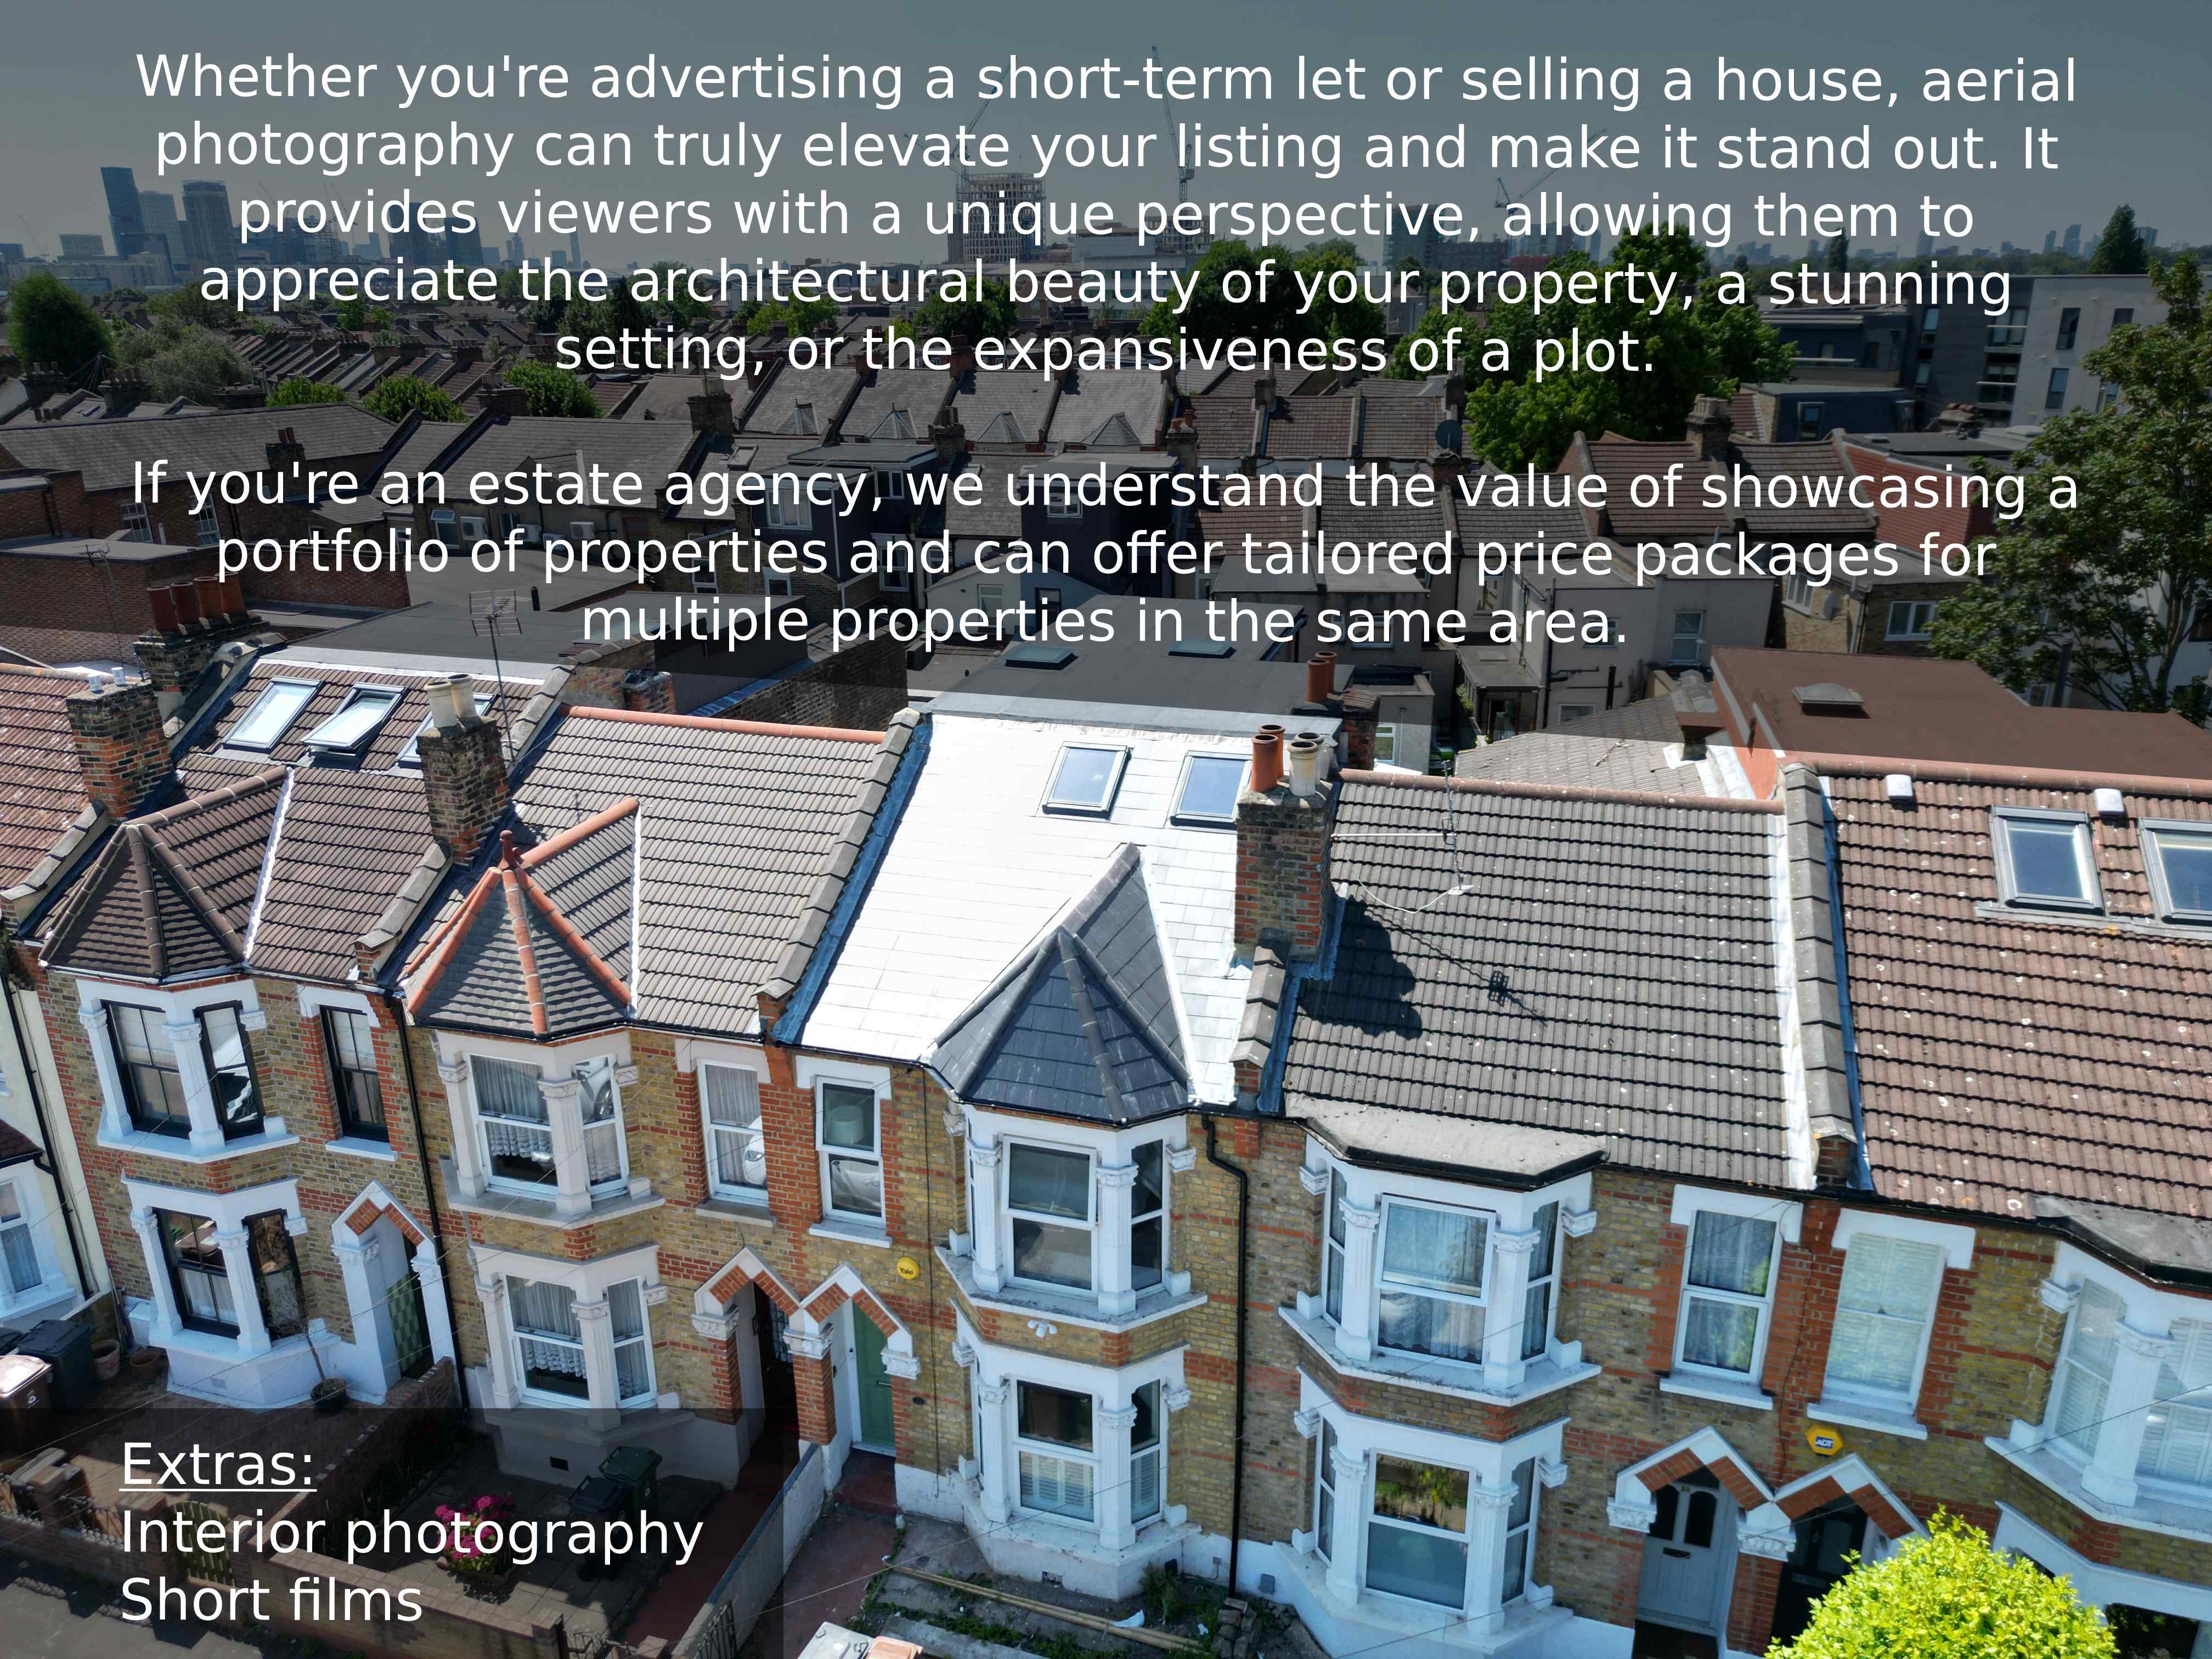 Whether you're advertising a short-term let or selling a house, aerial
photography can truly elevate your listing and make it stand out. It
provides viewers with a unique perspective, allowing them to
appreciate the architectural beauty of your property, a stunning
setting, or the expansiveness of a plot.
If you're an estate agency, we understand the value of showcasing a
portfolio of properties and can offer tailored price packages for
multiple properties in the same area.
Yale
ADT
Extras:
Interior photography
Short films